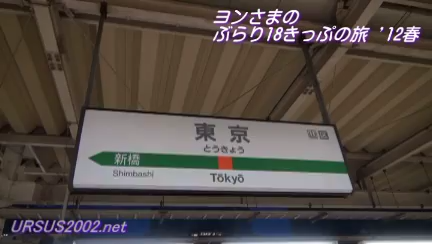 ヨンさまの
ぶらり18きっぷの旅 '12春
東京
とうきょう
新橋
Shimbashi
Tōkyō
URSUS2002.net